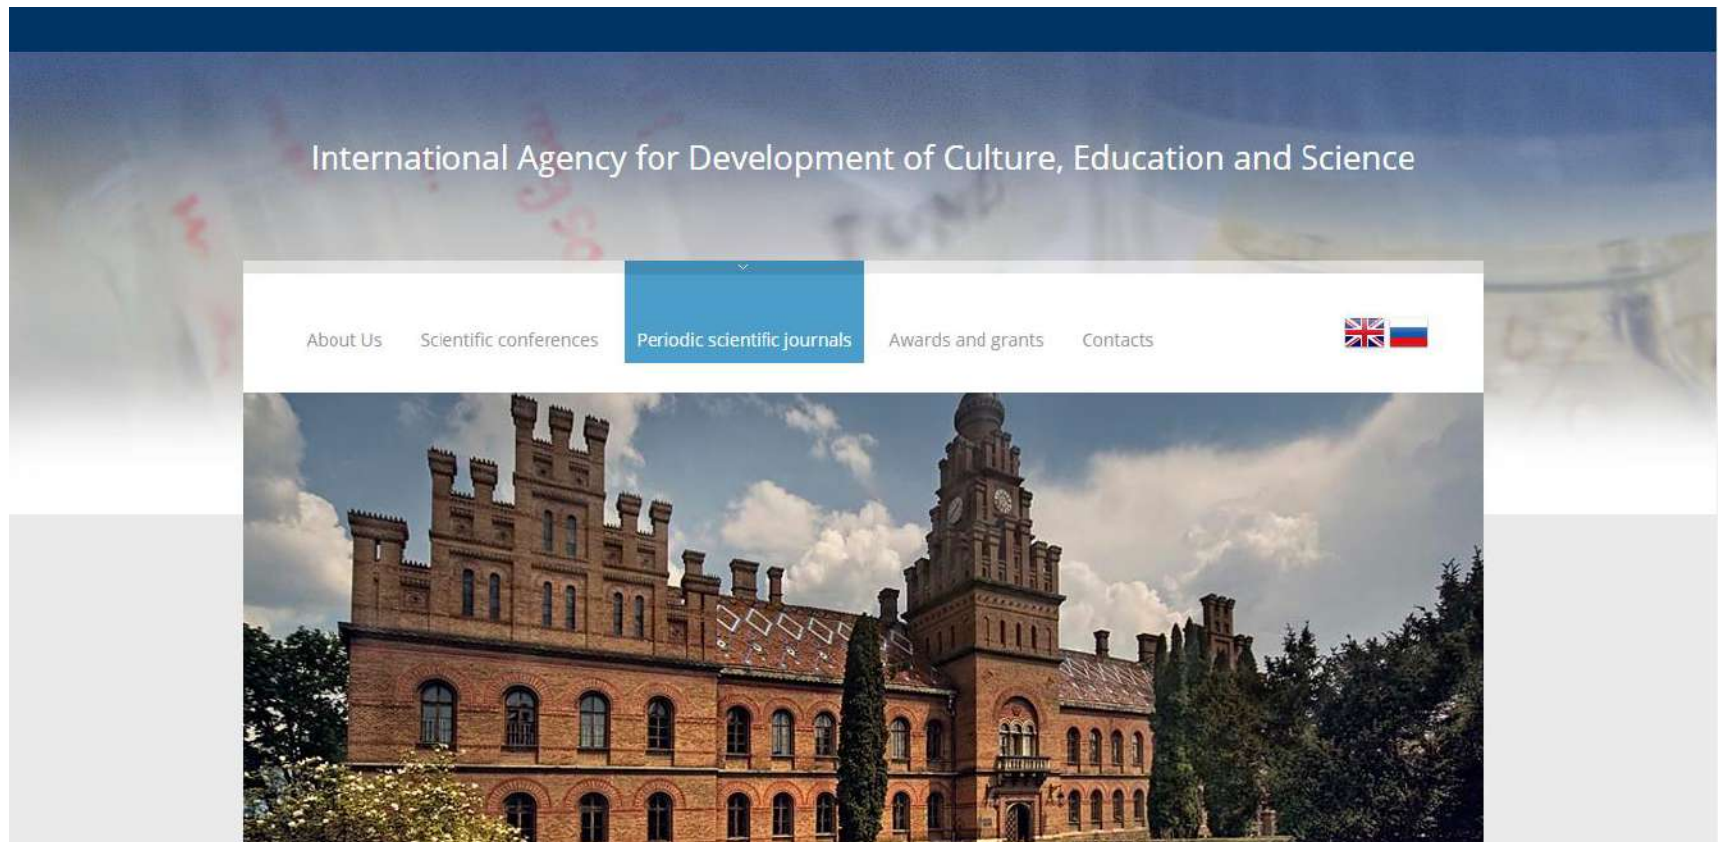 International Agency for Development of Culture, Education and Science
About Us Scientific conferences Periodic scientific journals Awards and grants Contacts